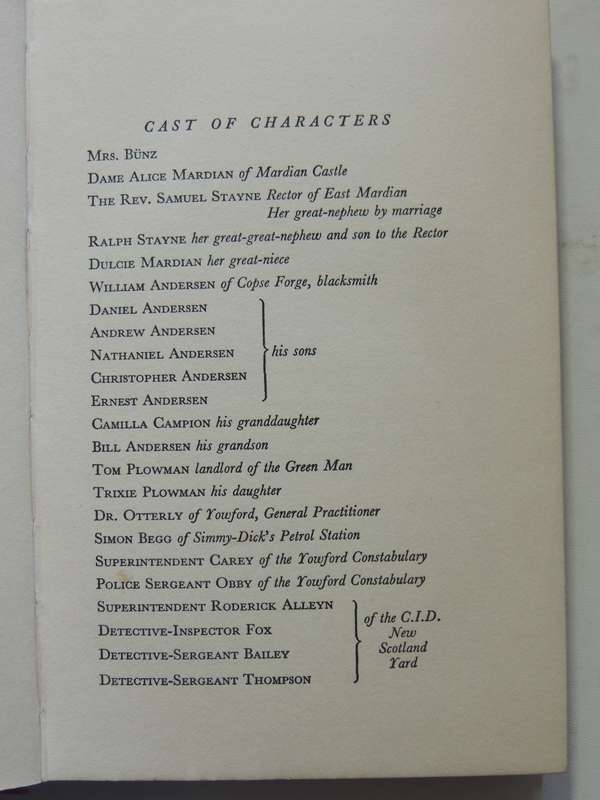 CAST OF CHARACTERS
MRS. BÜNZ
DAME ALICE MARDIAN of Mardian Castle
THE REV. SAMUEL STAYNE Rector of East Mardian
Her great-nephew by marriage
RALPH STAYNE her great-great-nephew and son to the Rector
DULCIE MARDIAN her great-niece
WILLIAM ANDERSEN of Copse Forge, blacksmith
DANIEL ANDERSEN
ANDREW ANDERSEN
NATHANIEL ANDERSEN his sons
CHRISTOPHER ANDERSEN
ERNEST ANDERSEN
CAMILLA CAMPION his granddaughter
BILL ANDERSEN his grandson
TOM PLOWMAN landlord of the Green Man
TRIXIE PLOWMAN his daughter
DR. OTTERLY of Yowford, General Practitioner
SIMON BEGG of Simmy-Dick's Petrol Station
SUPERINTENDENT CAREY of the Yowford Constabulary
POLICE SERGEANT OBBY of the Yowford Constabulary
SUPERINTENDENT RODERICK ALLEYN
DETECTIVE-INSPECTOR FOX
DETECTIVE-SERGEANT BAILEY
DETECTIVE-SERGEANT THOMPSON
of the C.I.D.
New
Scotland
Yard